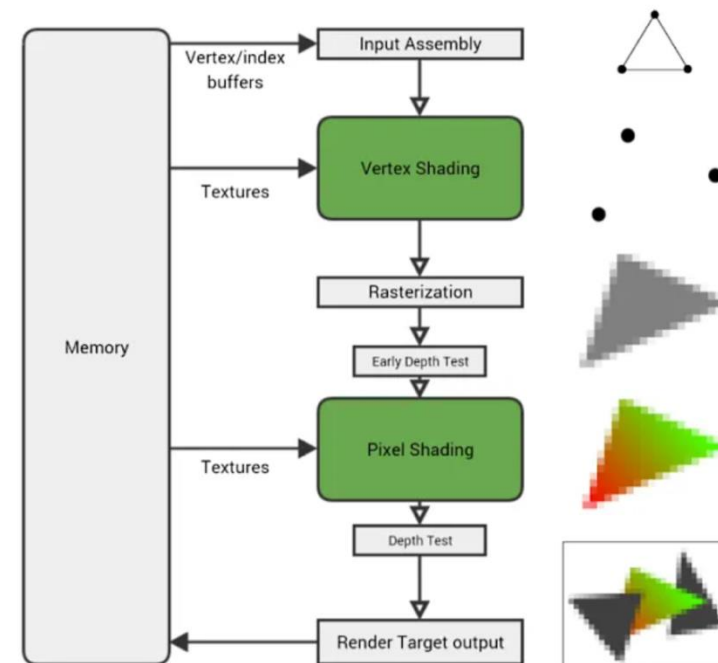 Input Assembly
Vertex/index
buffers
Vertex Shading
Textures
Rasterization
Memory
Early Depth Test
Pixel Shading
Textures
Depth Test
Render Target output